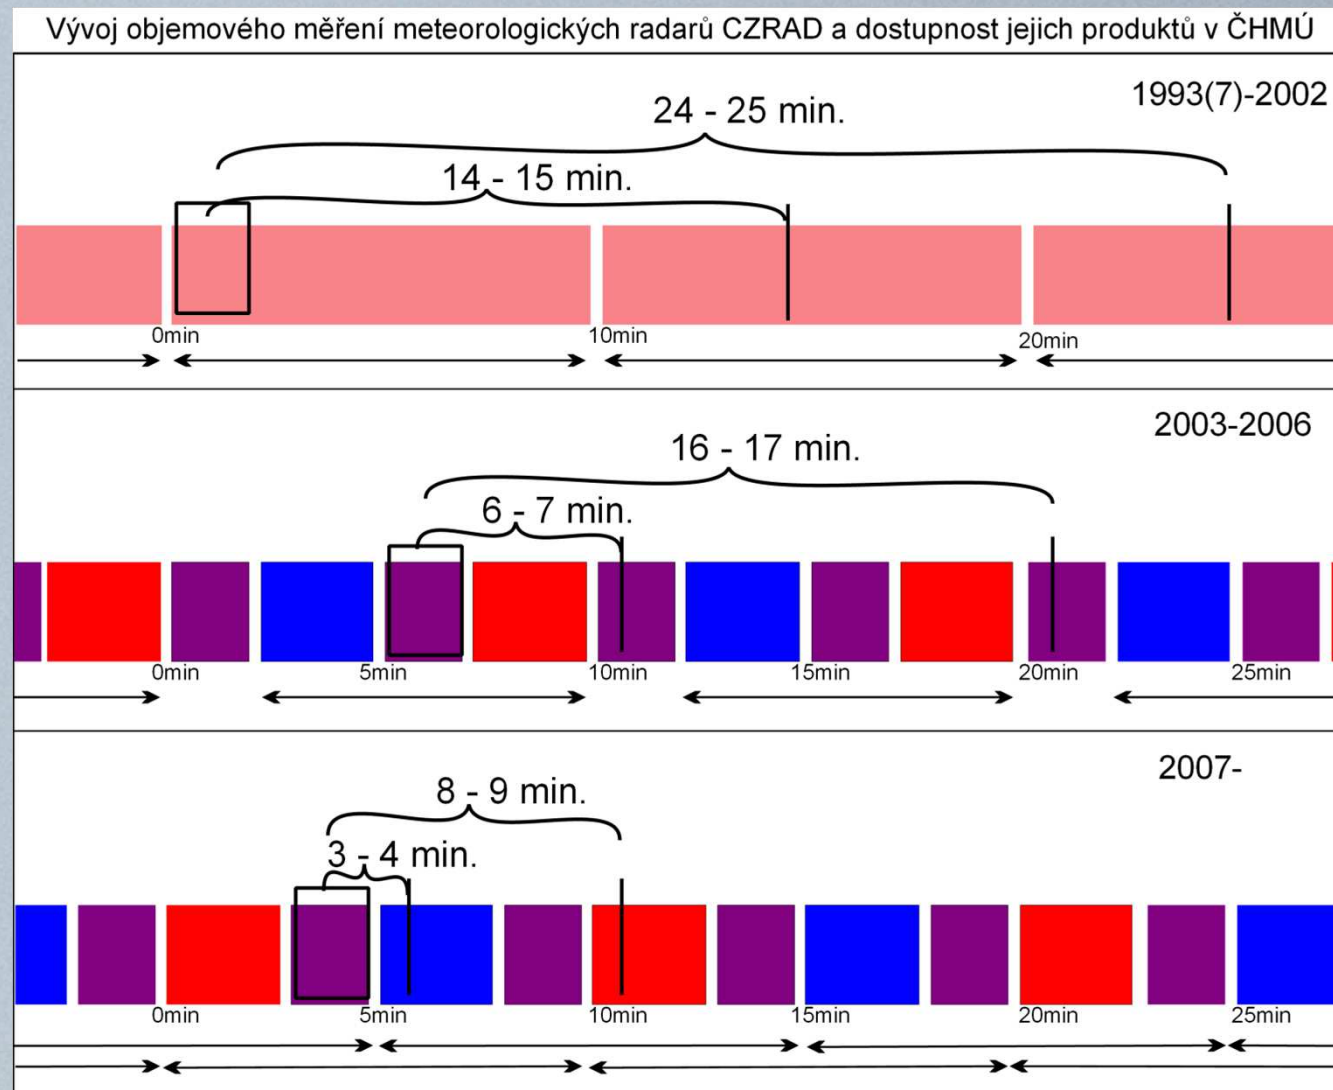 Vývoj objemového měření meteorologických radarů CZRAD a dostupnost jejich produktů v ČHMÚ
1993(7)-2002
24 - 25 min.
14 - 15 min.
0min 10min 20min
2003-2006
16 - 17 min.
6 - 7 min.
0min 5min 10min 15min 20min 25min
2007-
8 - 9 min.
3 - 4 min.
0min 5min 10min 15min 20min 25min